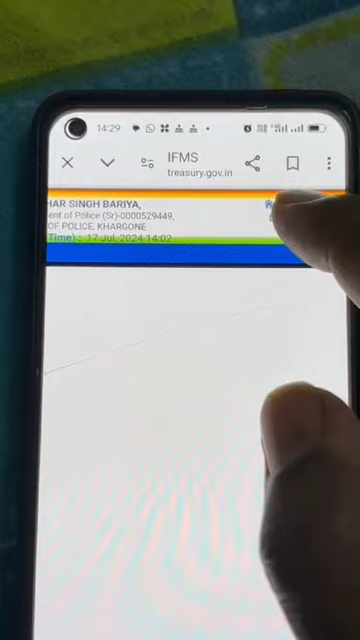 14:29
IFMS
treasury.gov.in
HAR SINGH BARIYA,
ent of Police (Sr)-0000529449,
OF POLICE, KHARGONE
Time) : 17 Jul, 2024 14:02